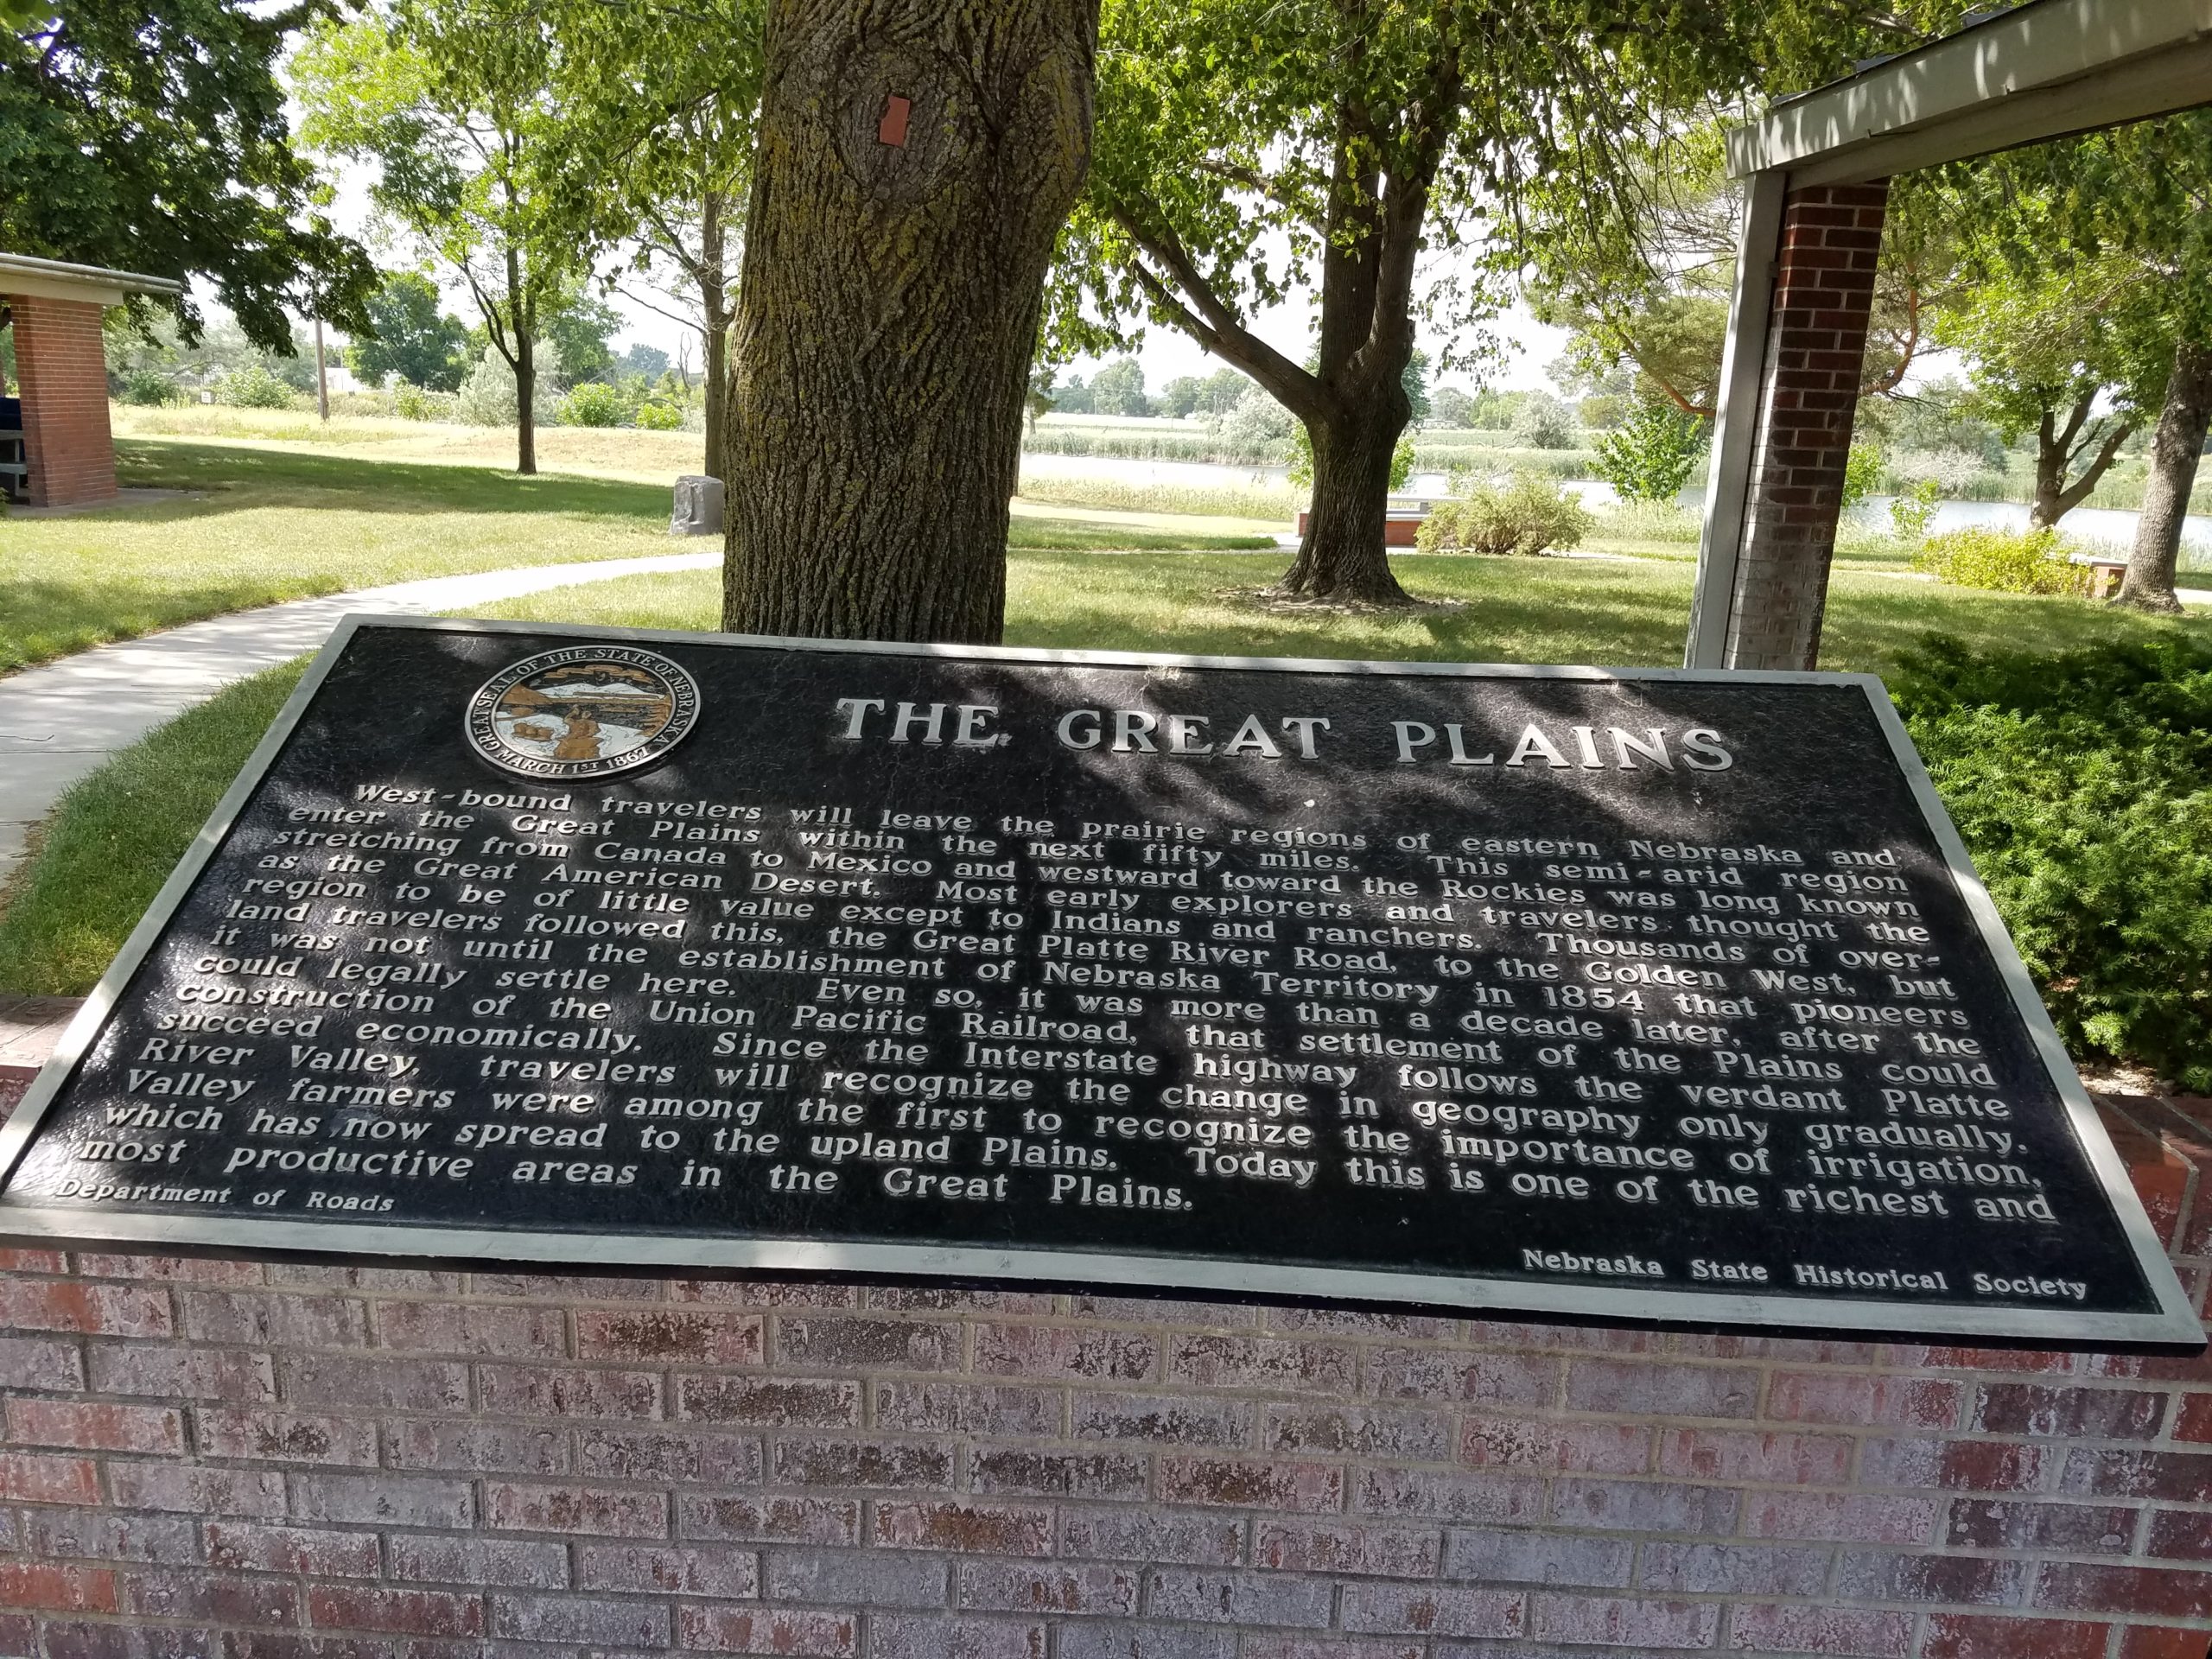 GREAT SEAL OF THE STATE OF NEBRASKA
MARCH 1ST 1867
THE GREAT PLAINS
West-bound travelers will leave the prairie regions of eastern Nebraska and
enter the Great Plains within the next fifty miles. This semi-arid region
stretching from Canada to Mexico and westward toward the Rockies was long known
as the Great American Desert. Most early explorers and travelers thought the
region to be of little value except to Indians and ranchers. Thousands of over-
land travelers followed this, the Great Platte River Road, to the Golden West, but
it was not until the establishment of Nebraska Territory in 1854 that pioneers
could legally settle here. Even so, it was more than a decade later, after the
construction of the Union Pacific Railroad, that settlement of the Plains could
succeed economically. Since the Interstate highway follows the verdant Platte
River Valley, travelers will recognize the change in geography only gradually.
Valley farmers were among the first to recognize the importance of irrigation,
which has now spread to the upland Plains. Today this is one of the richest and
most productive areas in the Great Plains.
Department of Roads
Nebraska State Historical Society